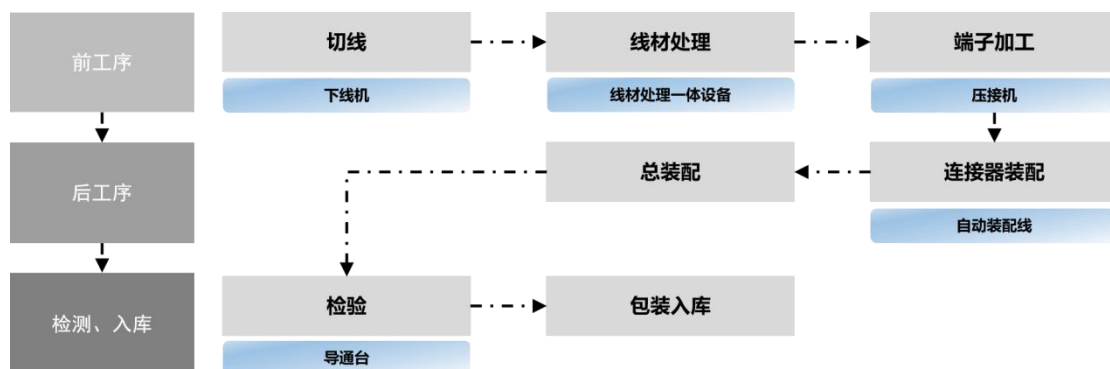 前工序
切线
线材处理
端子加工
下线机
线材处理一体设备
压接机
后工序
总装配
连接器装配
自动装配线
检测、入库
检验
包装入库
导通台